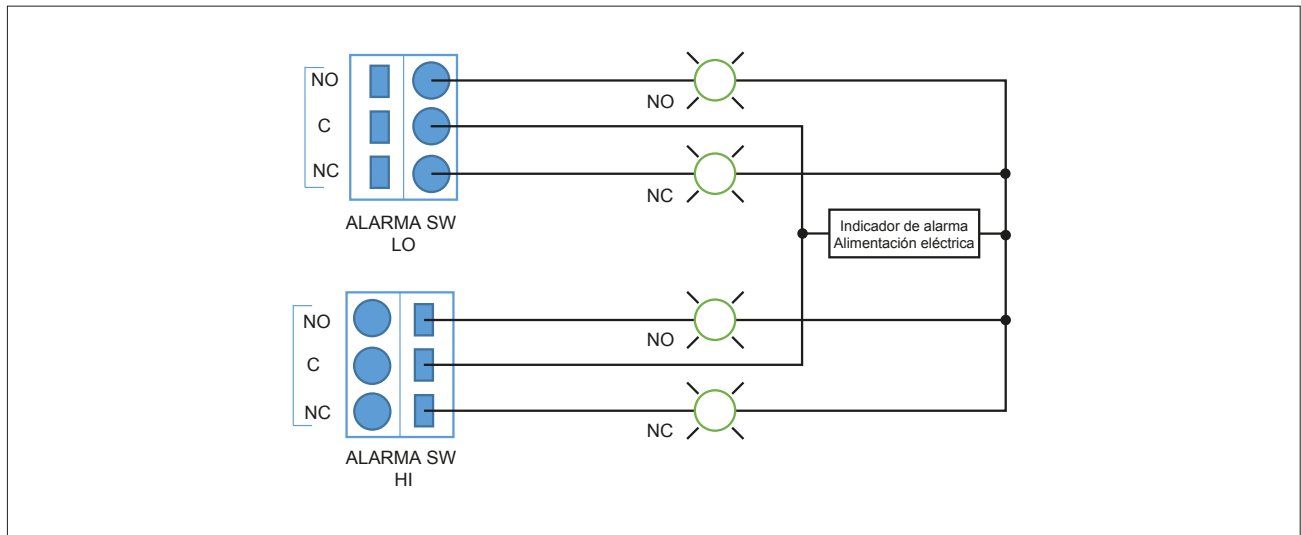 NO
C
NC
ALARMA SW
LO
NO
NC
Indicador de alarma
Alimentación eléctrica
NO
C
NC
ALARMA SW
HI
NO
NC